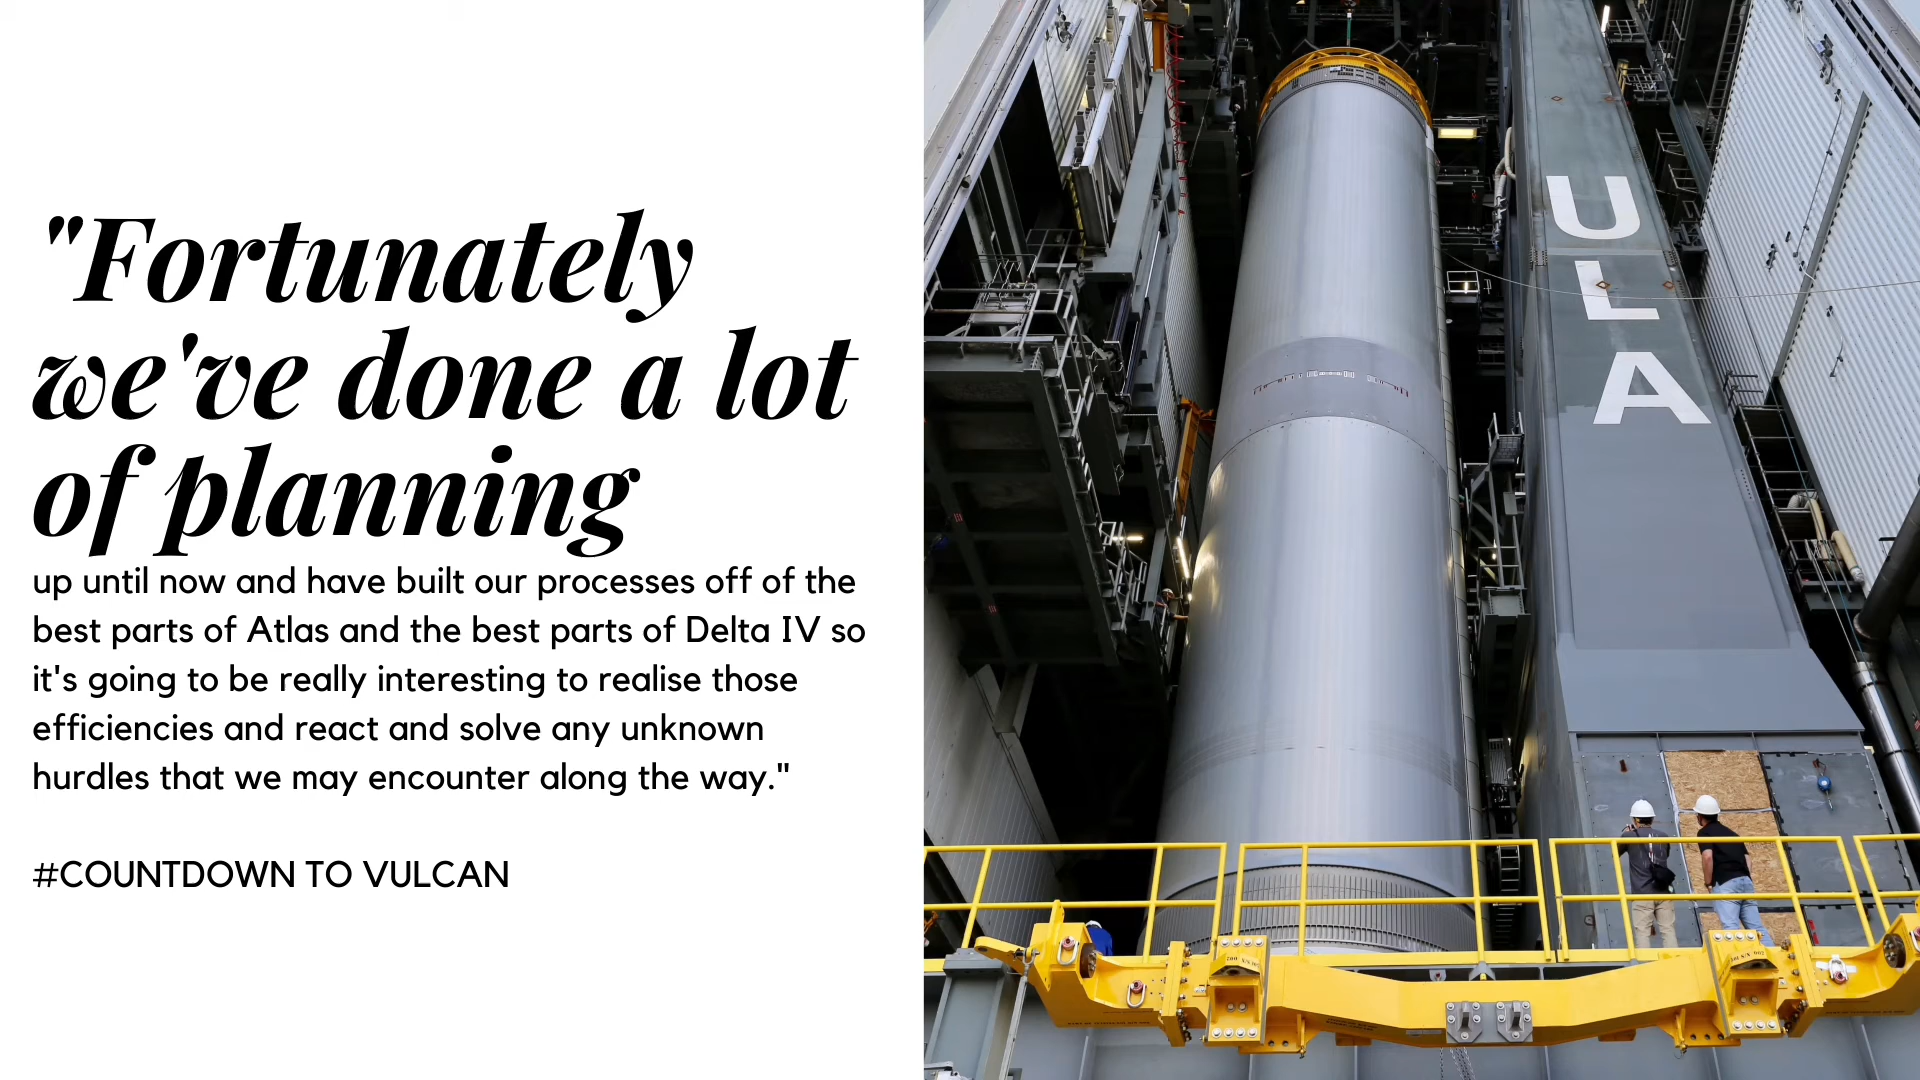 "Fortunately
we've done a lot
of planning
up until now and have built our processes off of the
best parts of Atlas and the best parts of Delta IV so
it's going to be really interesting to realise those
efficiencies and react and solve any unknown
hurdles that we may encounter along the way."
#COUNTDOWN TO VULCAN
U
L
A